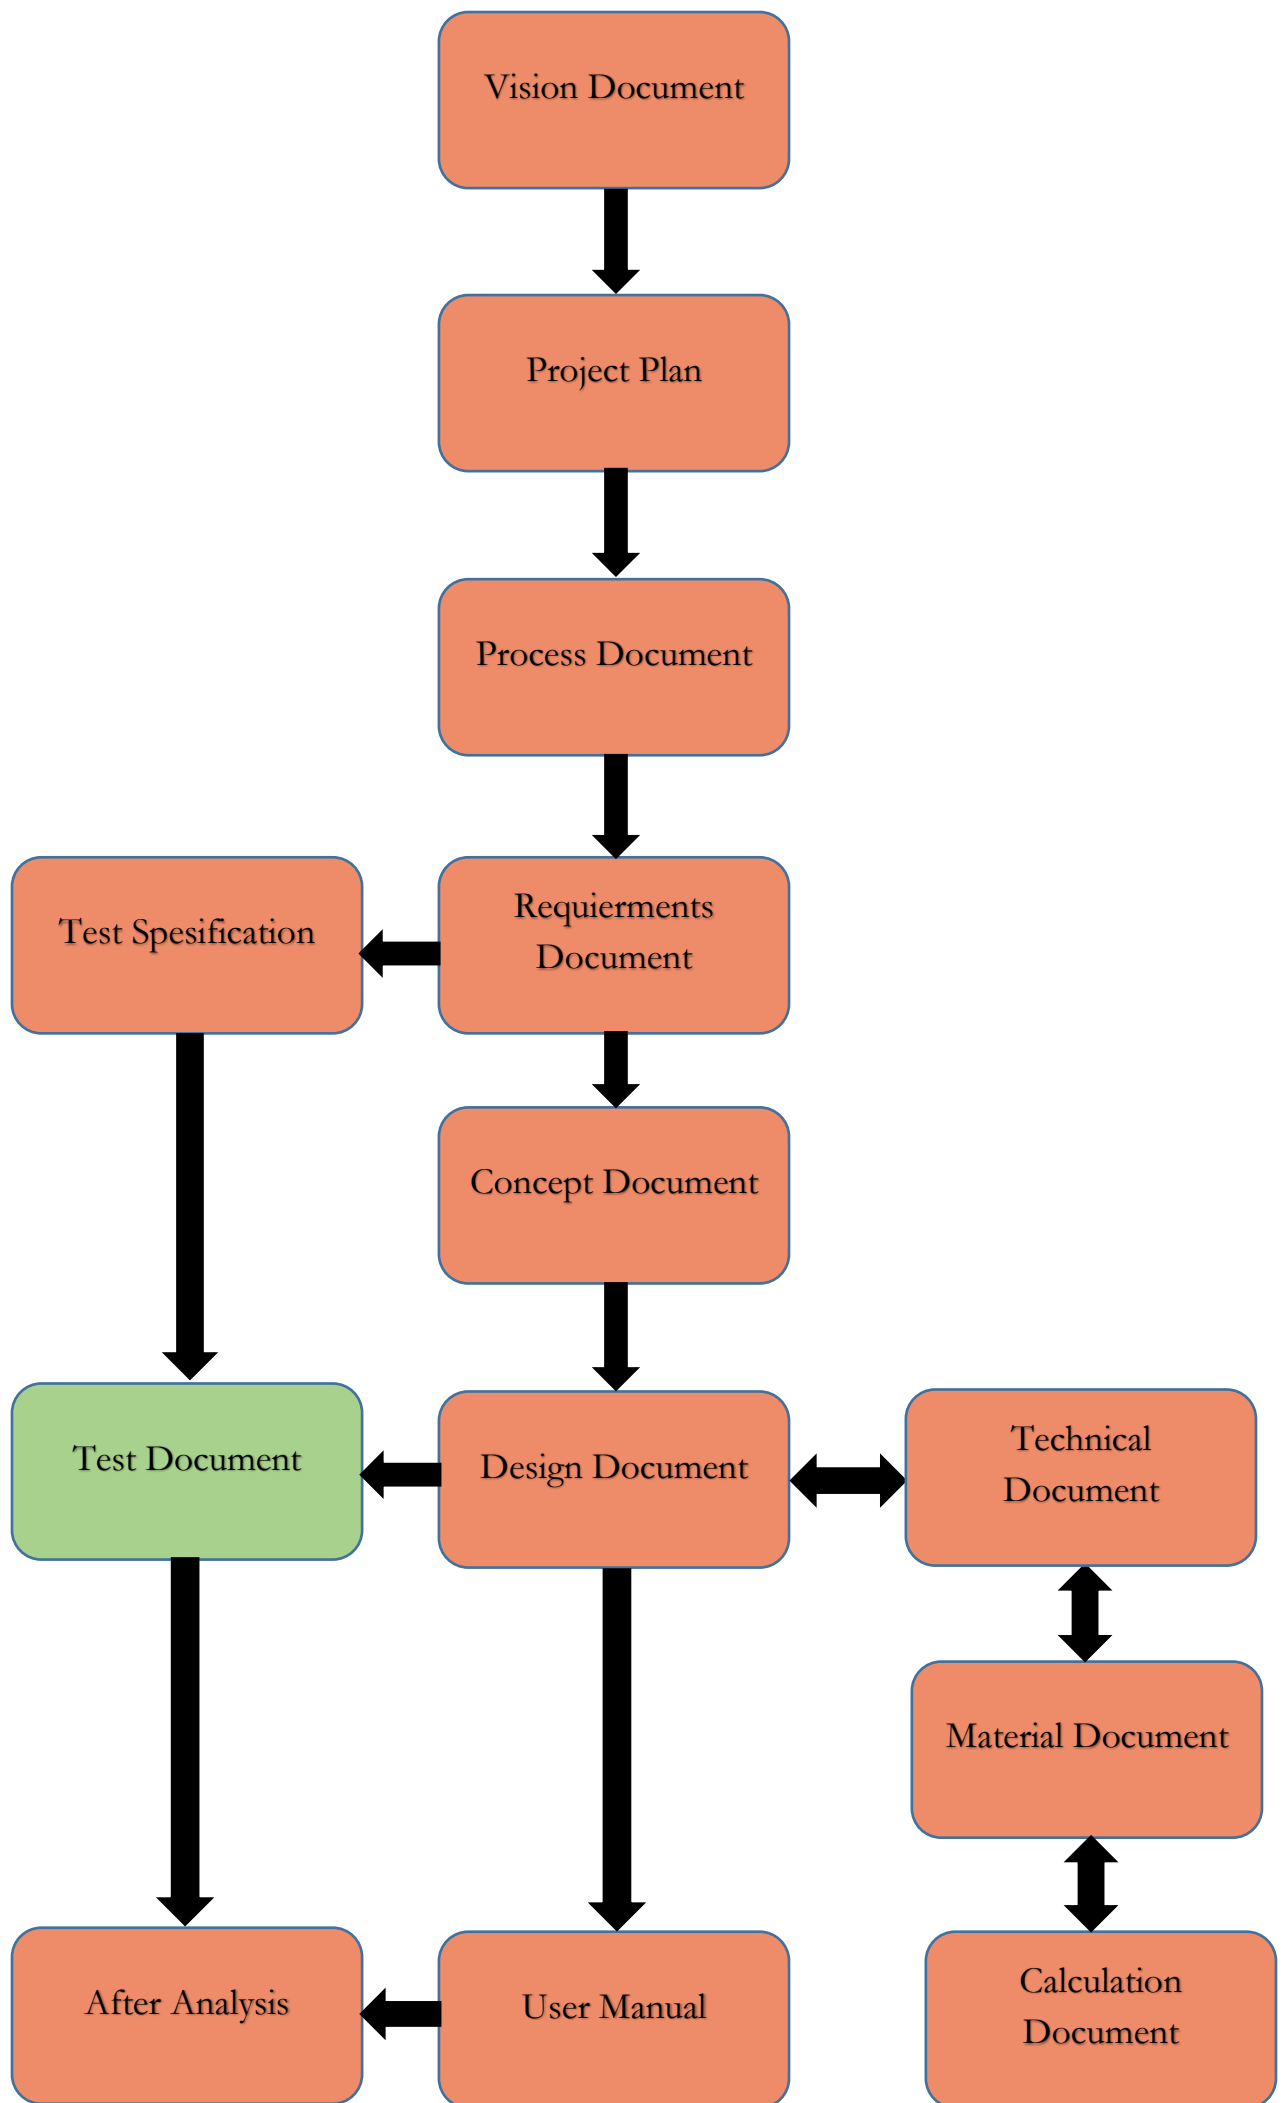 Vision Document
Project Plan
Process Document
Test Spesification
Requierments
Document
Concept Document
Test Document
Design Document
Technical
Document
Material Document
After Analysis
User Manual
Calculation
Document